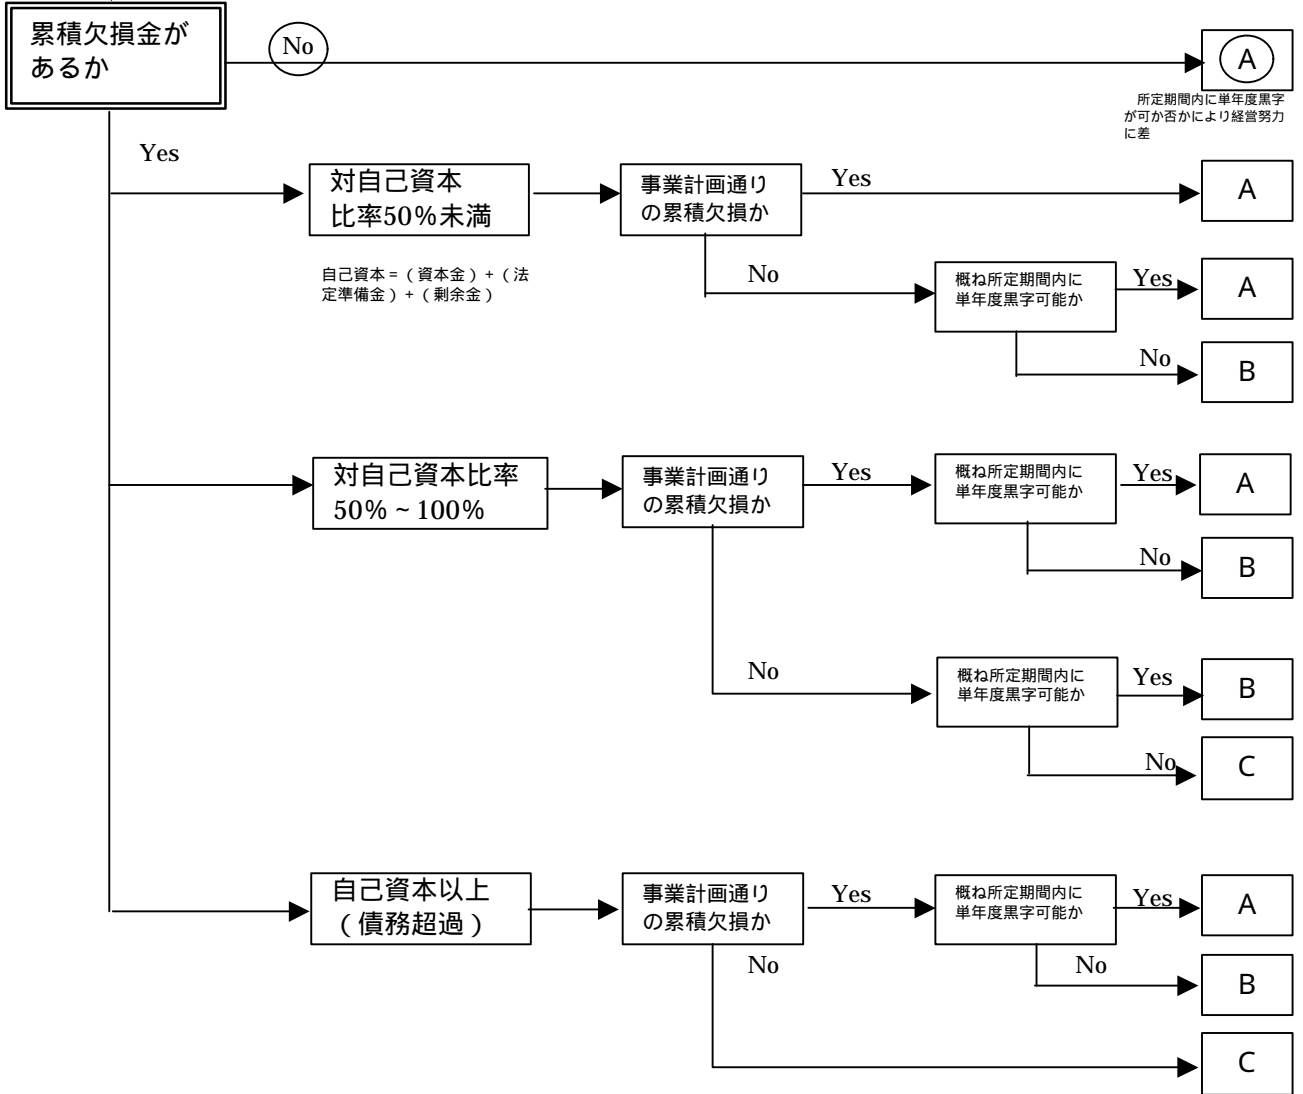 累積欠損金が
あるか
No
A
所定期間内に単年度黒字
が可か否かにより経営努力
に差
Yes
対自己資本
比率50%未満
事業計画通り
の累積欠損か
Yes
A
自己資本=(資本金)+(法
定準備金)+(剰余金)
No
概ね所定期間内に
単年度黒字可能か
Yes
A
No
B
対自己資本比率
50%~100%
事業計画通り
の累積欠損か
Yes
概ね所定期間内に
単年度黒字可能か
Yes
A
No
B
No
概ね所定期間内に
単年度黒字可能か
Yes
B
No
C
自己資本以上
(債務超過)
事業計画通り
の累積欠損か
Yes
概ね所定期間内に
単年度黒字可能か
Yes
A
No
No
B
C